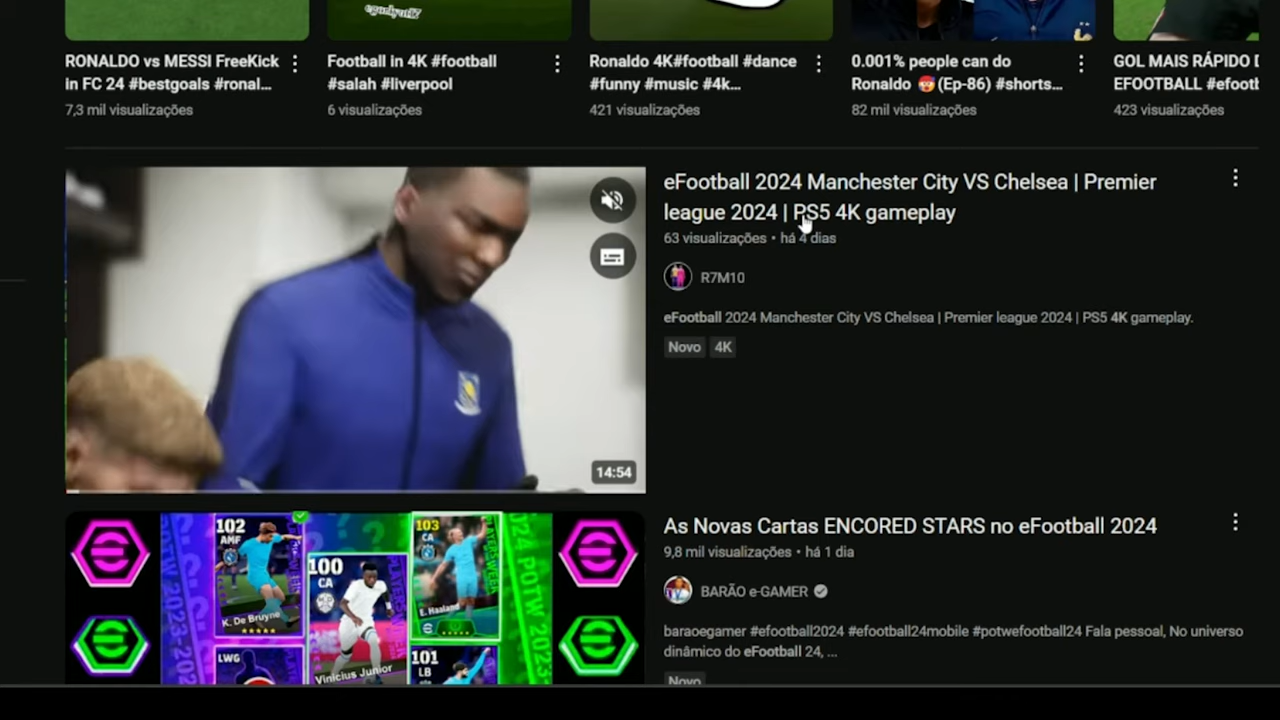 egonkyutk7
RONALDO vs MESSI FreeKick
in FC 24 #bestgoals #ronal...
7,3 mil visualizações
Football in 4K #football
#salah #liverpool
6 visualizações
Ronaldo 4K#football #dance
#funny #music #4k...
421 visualizações
0.001% people can do
Ronaldo 🤯(Ep-86) #shorts...
82 mil visualizações
GOL MAIS RÁPIDO D
EFOOTBALL #efootb
423 visualizações
14:54
eFootball 2024 Manchester City VS Chelsea | Premier
league 2024 | PS5 4K gameplay
63 visualizações • há 4 dias
R7M10
eFootball 2024 Manchester City VS Chelsea | Premier league 2024 | PS5 4K gameplay.
Novo 4K
102
AMF
K. De Bruyne
100
CA
Vinícius Junior
103
CA
E. Haaland
LWG
101
LB
As Novas Cartas ENCORED STARS no eFootball 2024
9,8 mil visualizações • há 1 dia
BARÃO e-GAMER
baraoegamer #efootball2024 #efootball24mobile #potwefootball24 Fala pessoal, No universo
dinâmico do eFootball 24, ...
Novo